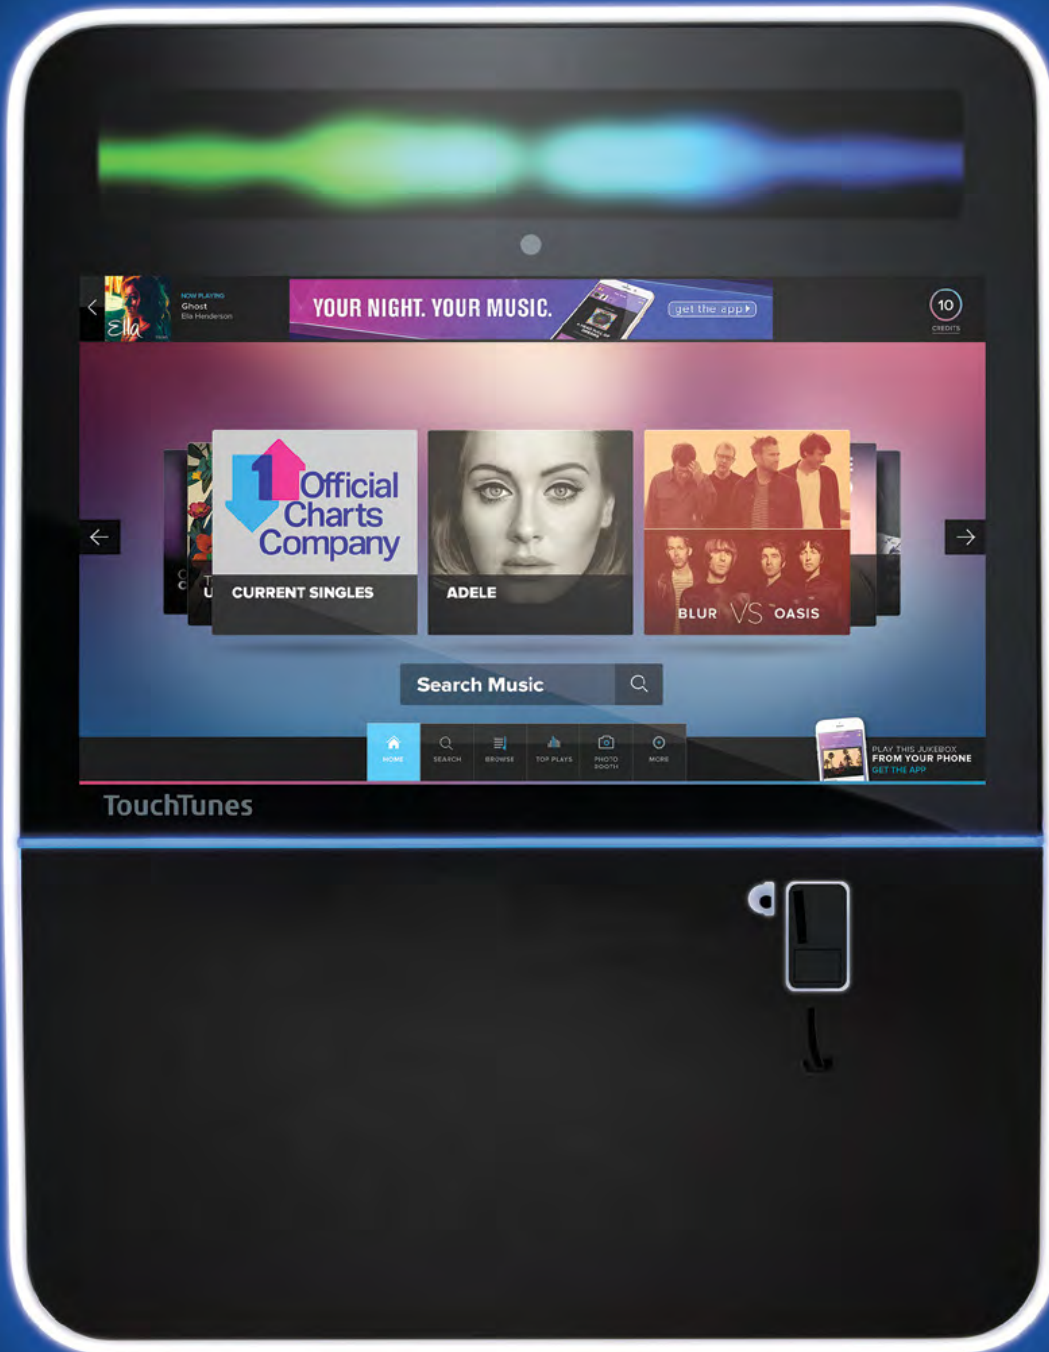 NOW PLAYING
Ghost
Ella Henderson
Ella
YOUR NIGHT. YOUR MUSIC.
get the app
10
CREDITS
1
Official
Charts
Company
CURRENT SINGLES
ADELE
BLUR VS OASIS
Search Music
HOME
SEARCH
BROWSE
TOP PLAYS
PHOTO
BOOTH
MORE
PLAY THIS JUKEBOX
FROM YOUR PHONE
GET THE APP
TouchTunes